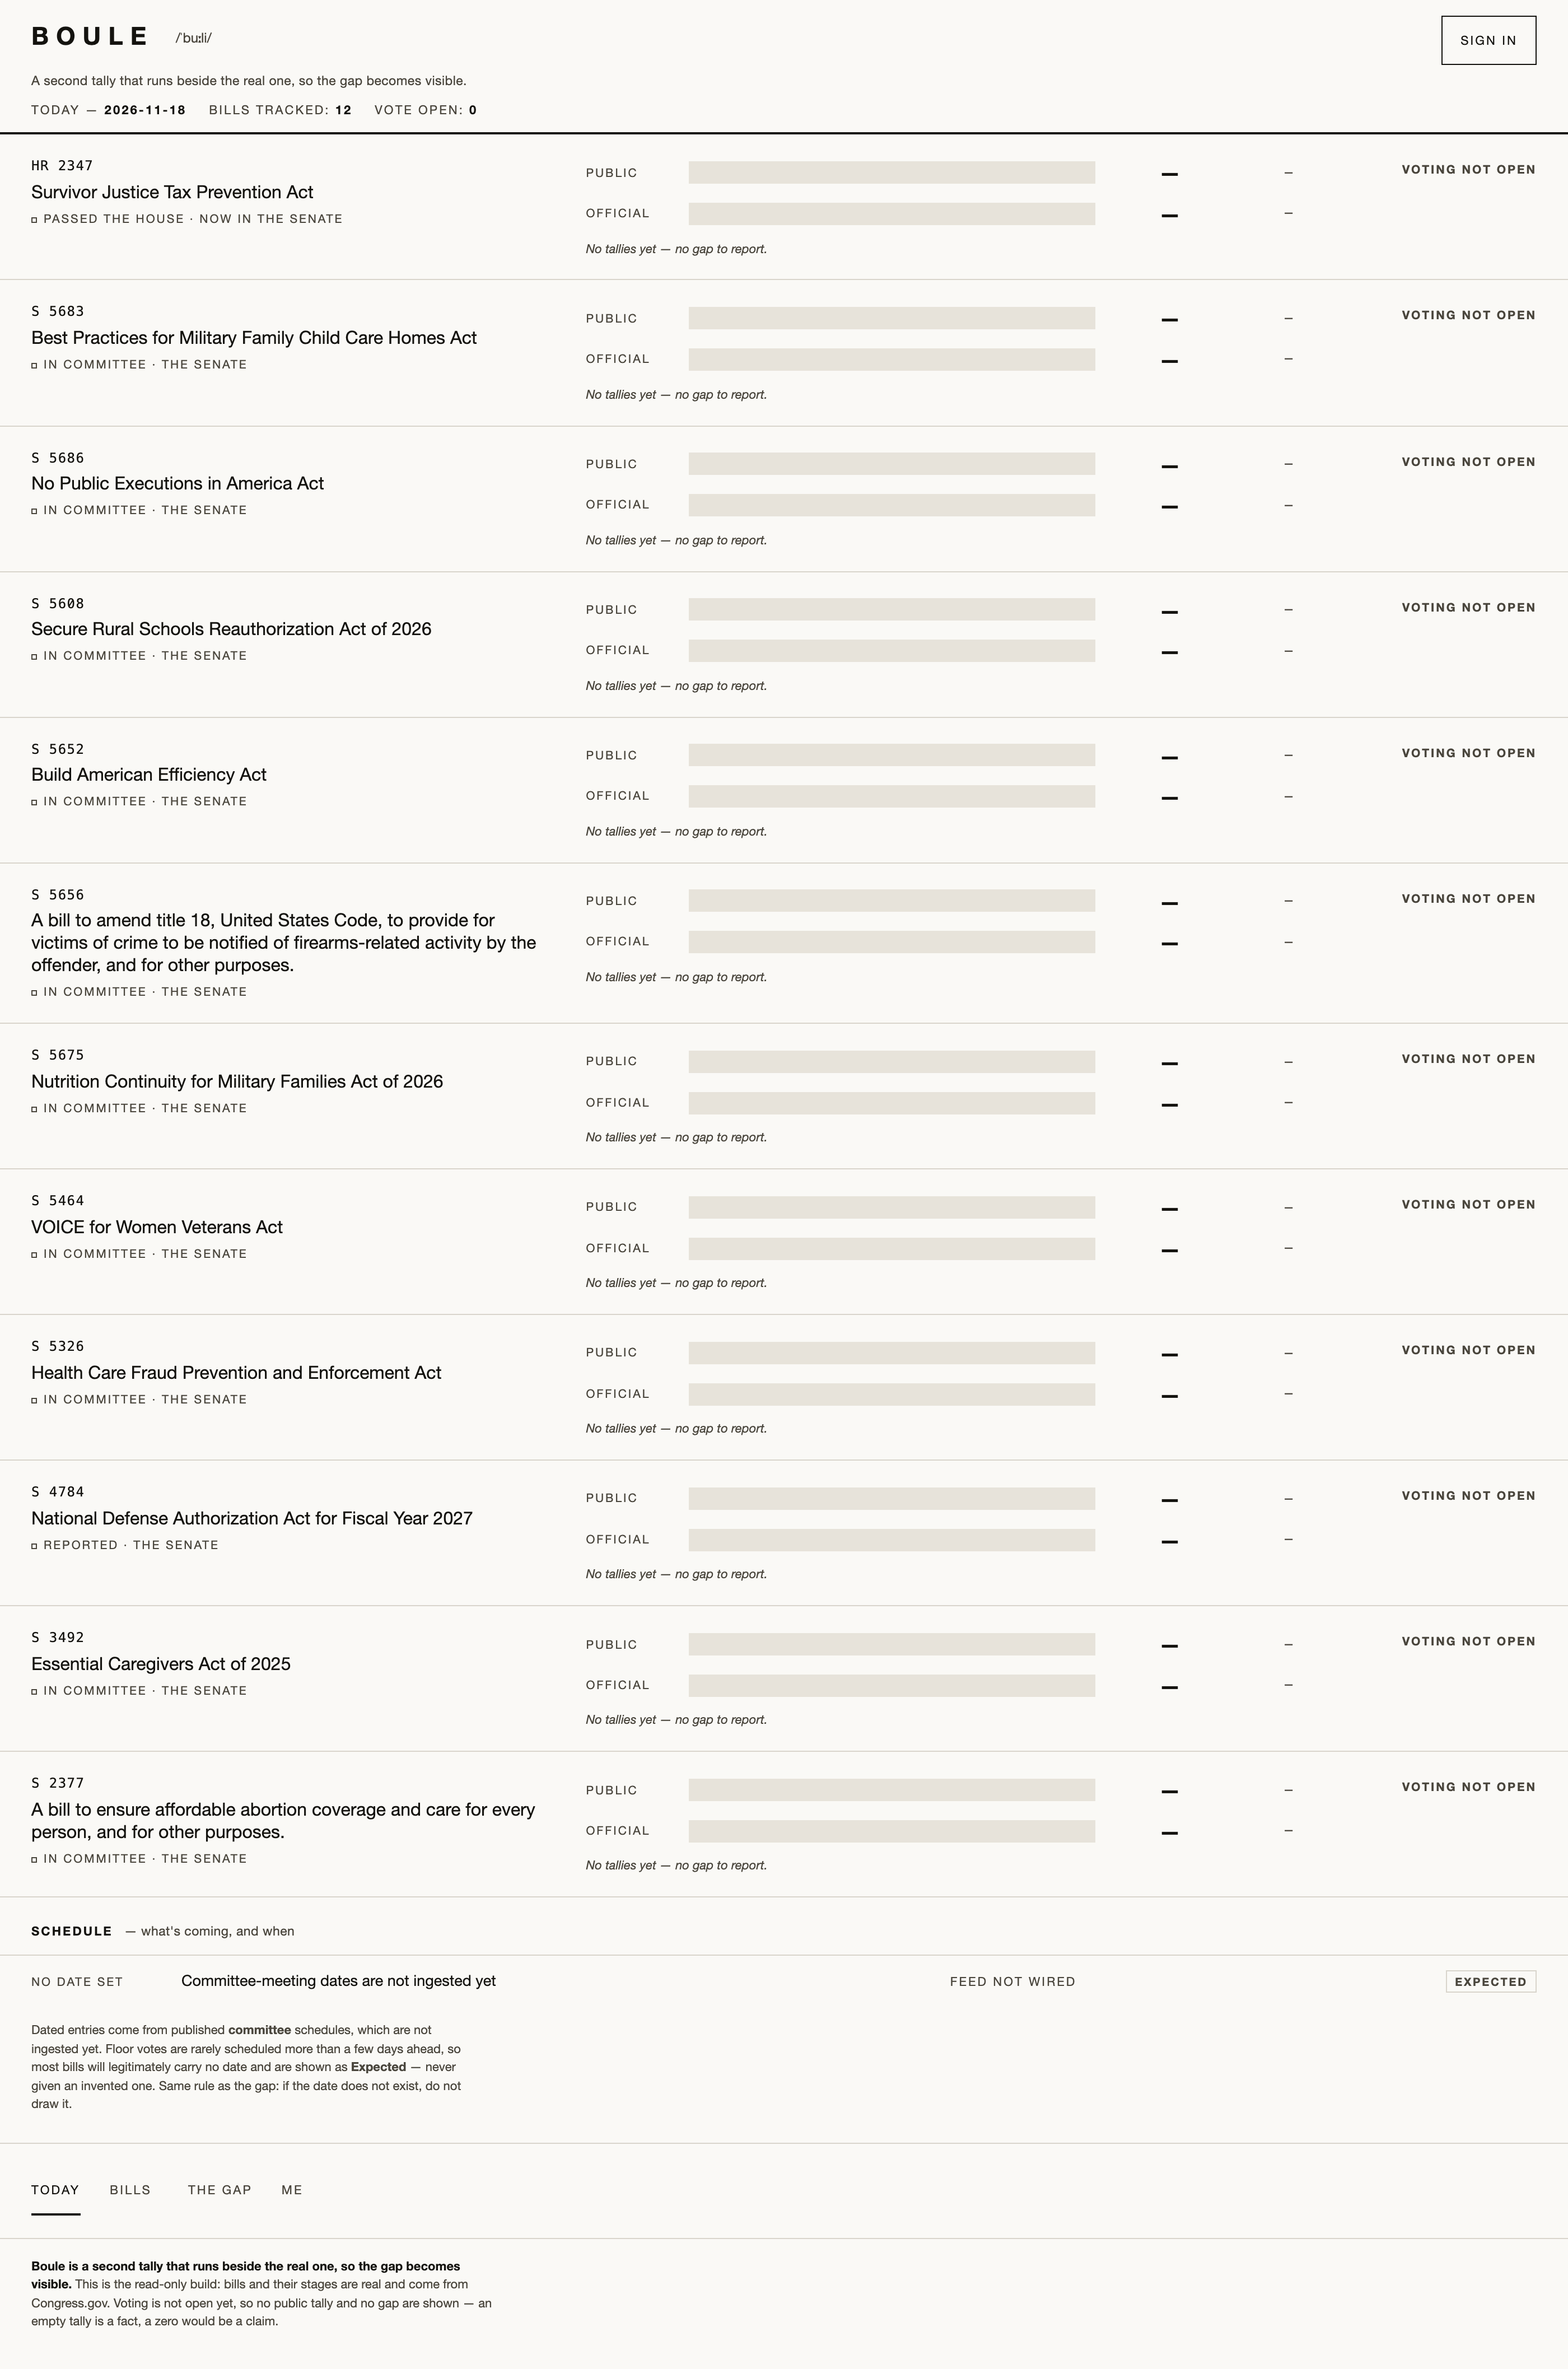 BOULE /ˈbuːli/
SIGN IN
A second tally that runs beside the real one, so the gap becomes visible.
TODAY — 2026-11-18 BILLS TRACKED: 12 VOTE OPEN: 0
HR 2347
Survivor Justice Tax Prevention Act
PASSED THE HOUSE · NOW IN THE SENATE
PUBLIC — –
OFFICIAL — –
No tallies yet — no gap to report.
VOTING NOT OPEN
S 5683
Best Practices for Military Family Child Care Homes Act
IN COMMITTEE · THE SENATE
PUBLIC — –
OFFICIAL — –
No tallies yet — no gap to report.
VOTING NOT OPEN
S 5686
No Public Executions in America Act
IN COMMITTEE · THE SENATE
PUBLIC — –
OFFICIAL — –
No tallies yet — no gap to report.
VOTING NOT OPEN
S 5608
Secure Rural Schools Reauthorization Act of 2026
IN COMMITTEE · THE SENATE
PUBLIC — –
OFFICIAL — –
No tallies yet — no gap to report.
VOTING NOT OPEN
S 5652
Build American Efficiency Act
IN COMMITTEE · THE SENATE
PUBLIC — –
OFFICIAL — –
No tallies yet — no gap to report.
VOTING NOT OPEN
S 5656
A bill to amend title 18, United States Code, to provide for
victims of crime to be notified of firearms-related activity by the
offender, and for other purposes.
IN COMMITTEE · THE SENATE
PUBLIC — –
OFFICIAL — –
No tallies yet — no gap to report.
VOTING NOT OPEN
S 5675
Nutrition Continuity for Military Families Act of 2026
IN COMMITTEE · THE SENATE
PUBLIC — –
OFFICIAL — –
No tallies yet — no gap to report.
VOTING NOT OPEN
S 5464
VOICE for Women Veterans Act
IN COMMITTEE · THE SENATE
PUBLIC — –
OFFICIAL — –
No tallies yet — no gap to report.
VOTING NOT OPEN
S 5326
Health Care Fraud Prevention and Enforcement Act
IN COMMITTEE · THE SENATE
PUBLIC — –
OFFICIAL — –
No tallies yet — no gap to report.
VOTING NOT OPEN
S 4784
National Defense Authorization Act for Fiscal Year 2027
REPORTED · THE SENATE
PUBLIC — –
OFFICIAL — –
No tallies yet — no gap to report.
VOTING NOT OPEN
S 3492
Essential Caregivers Act of 2025
IN COMMITTEE · THE SENATE
PUBLIC — –
OFFICIAL — –
No tallies yet — no gap to report.
VOTING NOT OPEN
S 2377
A bill to ensure affordable abortion coverage and care for every
person, and for other purposes.
IN COMMITTEE · THE SENATE
PUBLIC — –
OFFICIAL — –
No tallies yet — no gap to report.
VOTING NOT OPEN
SCHEDULE — what's coming, and when
NO DATE SET Committee-meeting dates are not ingested yet FEED NOT WIRED EXPECTED
Dated entries come from published committee schedules, which are not
ingested yet. Floor votes are rarely scheduled more than a few days ahead, so
most bills will legitimately carry no date and are shown as Expected — never
given an invented one. Same rule as the gap: if the date does not exist, do not
draw it.
TODAY BILLS THE GAP ME
Boule is a second tally that runs beside the real one, so the gap becomes
visible. This is the read-only build: bills and their stages are real and come from
Congress.gov. Voting is not open yet, so no public tally and no gap are shown — an
empty tally is a fact, a zero would be a claim.